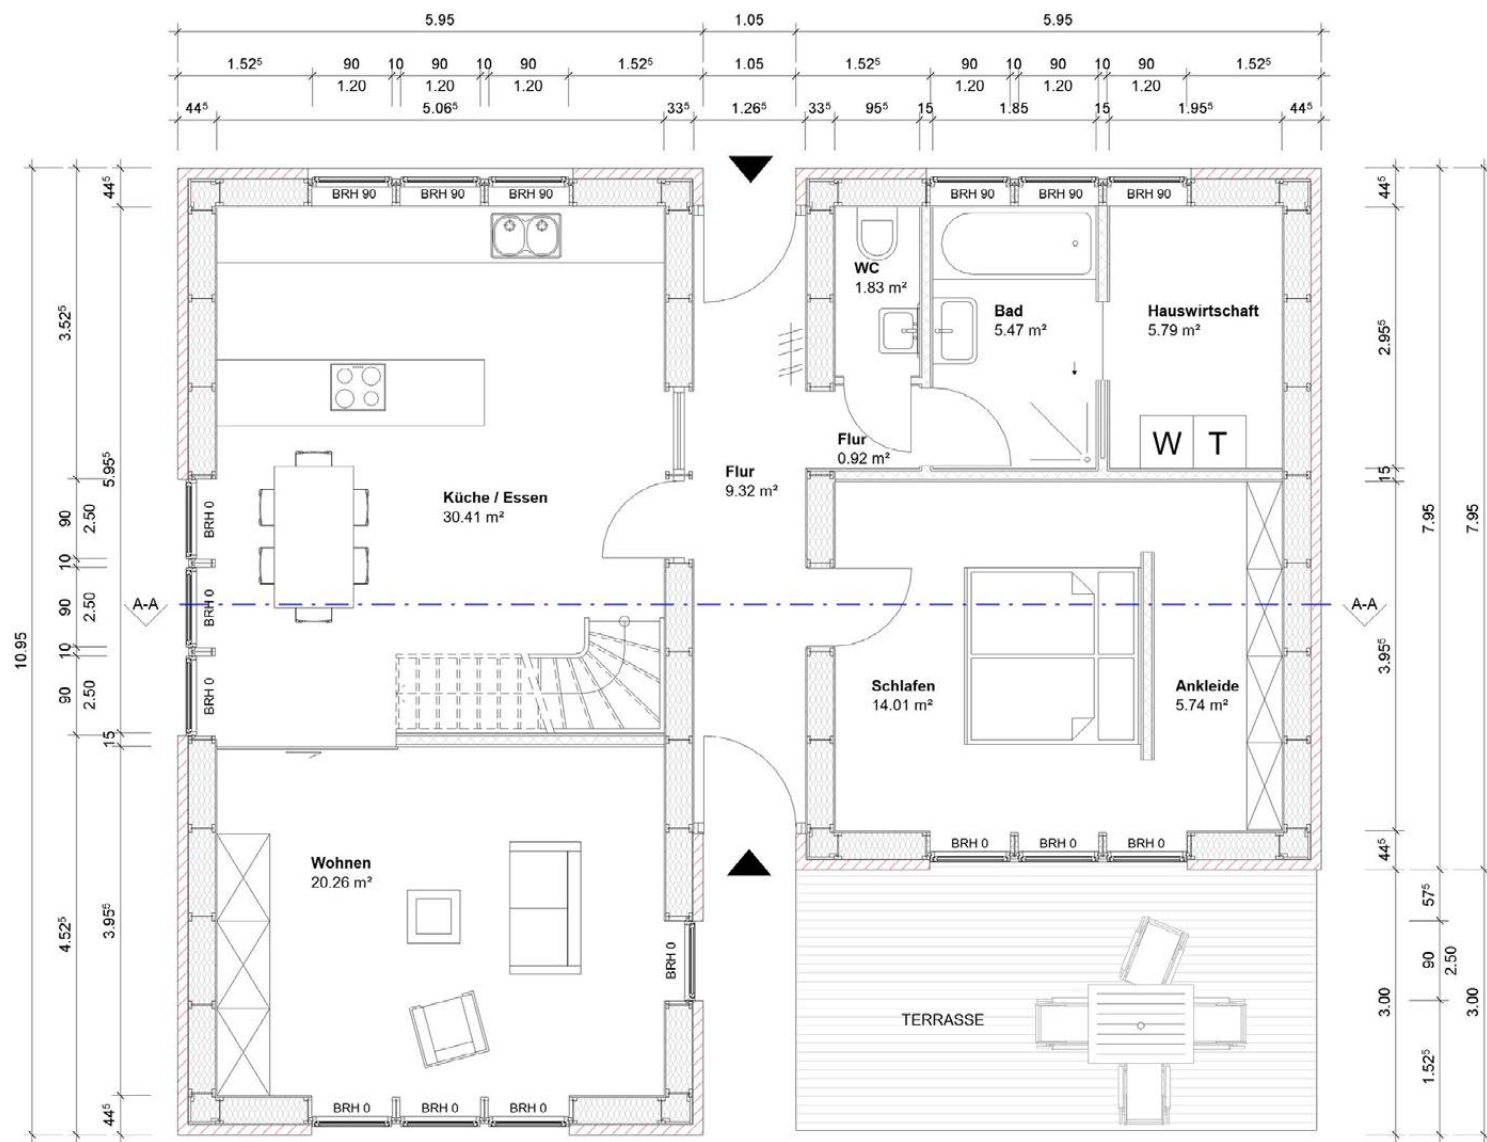 5.95 1.05 5.95
1.52⁵ 90 10 90 10 90 1.52⁵ 1.05 1.52⁵ 90 10 90 10 90 1.52⁵
1.20 1.20 1.20 1.20 1.20 1.20
44⁵ 5.06⁵ 33⁵ 1.26⁵ 33⁵ 95⁵ 15 1.85 15 1.95⁵ 44⁵
BRH 90 BRH 90 BRH 90 BRH 90 BRH 90 BRH 90
10.95
3.52⁵
90
10
90
10
90
4.52⁵
2.50
2.50
2.50
44⁵
5.95⁵
15
3.95⁵
44⁵
WC
1.83 m²
Bad
5.47 m²
Hauswirtschaft
5.79 m²
W T
Flur
0.92 m²
Flur
9.32 m²
Küche / Essen
30.41 m²
BRH 0
BRH 0
BRH 0
A-A A-A
Schlafen
14.01 m²
Ankleide
5.74 m²
BRH 0 BRH 0 BRH 0
Wohnen
20.26 m²
BRH 0
TERRASSE
BRH 0 BRH 0 BRH 0
44⁵
2.95⁵
15
3.95⁵
44⁵
3.00
7.95
57⁵
90
2.50
1.52⁵
7.95
3.00